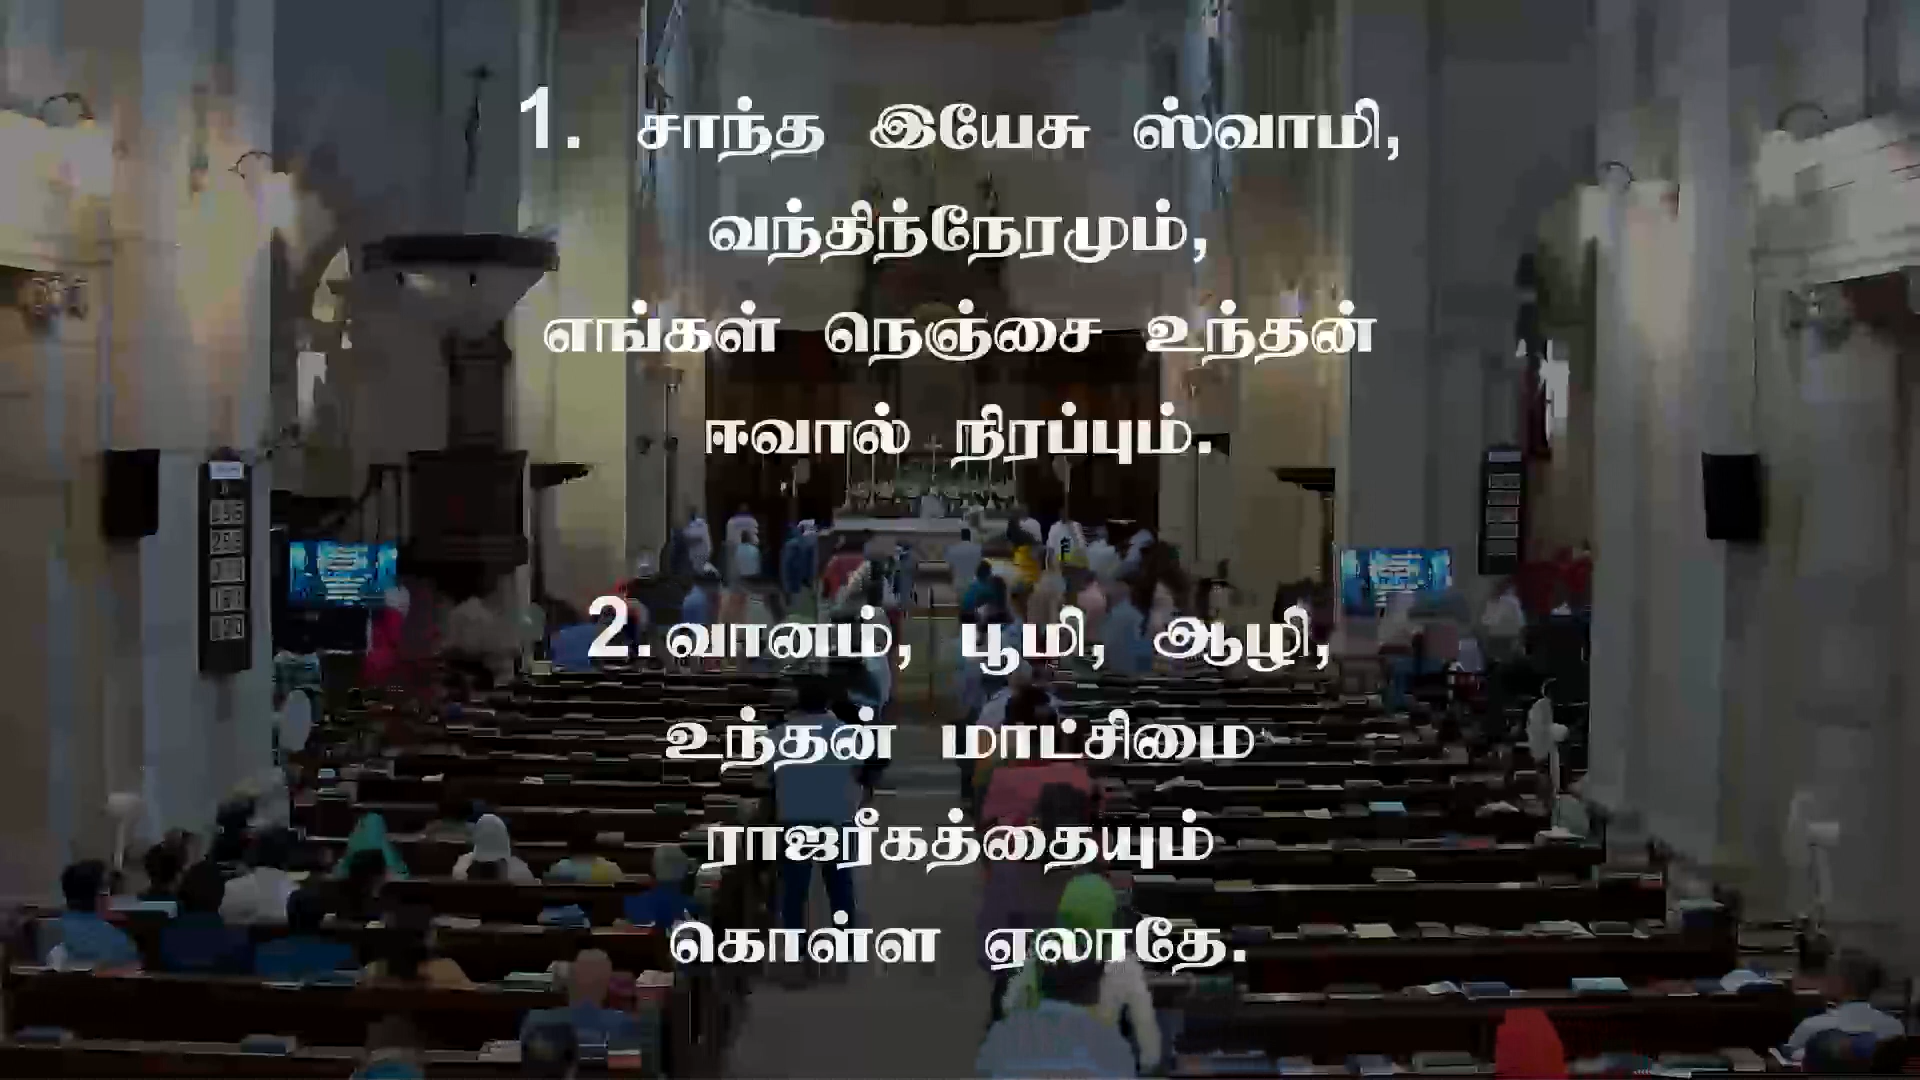 1. சாந்த இயேசு ஸ்வாமி,
வந்திந்நேரமும்,
எங்கள் நெஞ்சை உந்தன்
ஈவால் நிரப்பும்.
2. வானம், பூமி, ஆழி,
உந்தன் மாட்சிமை
ராஜரீகத்தையும்
கொள்ள ஏலாதே.